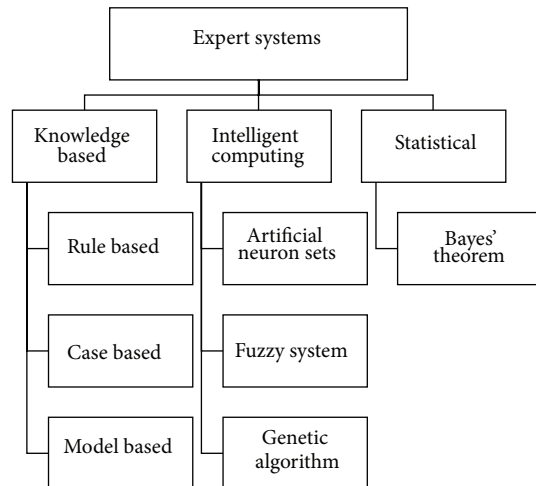 Expert systems
Knowledge
based
Intelligent
computing
Statistical
Rule based
Artificial
neuron sets
Bayes'
theorem
Case based
Fuzzy system
Model based
Genetic
algorithm